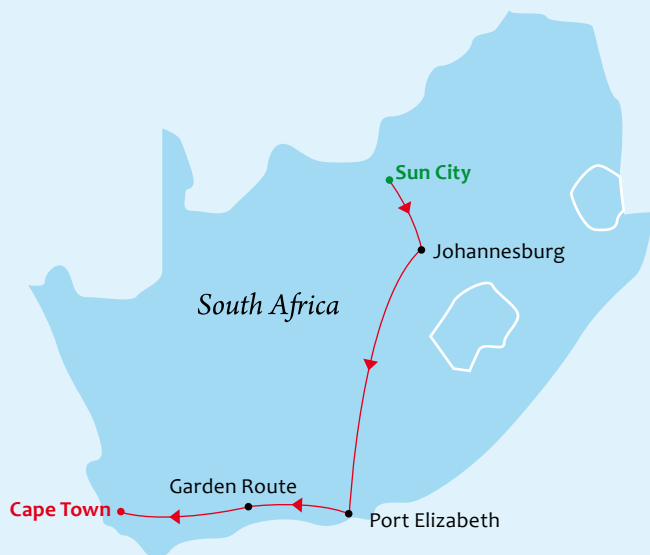 Sun City
Johannesburg
South Africa
Garden Route
Cape Town
Port Elizabeth